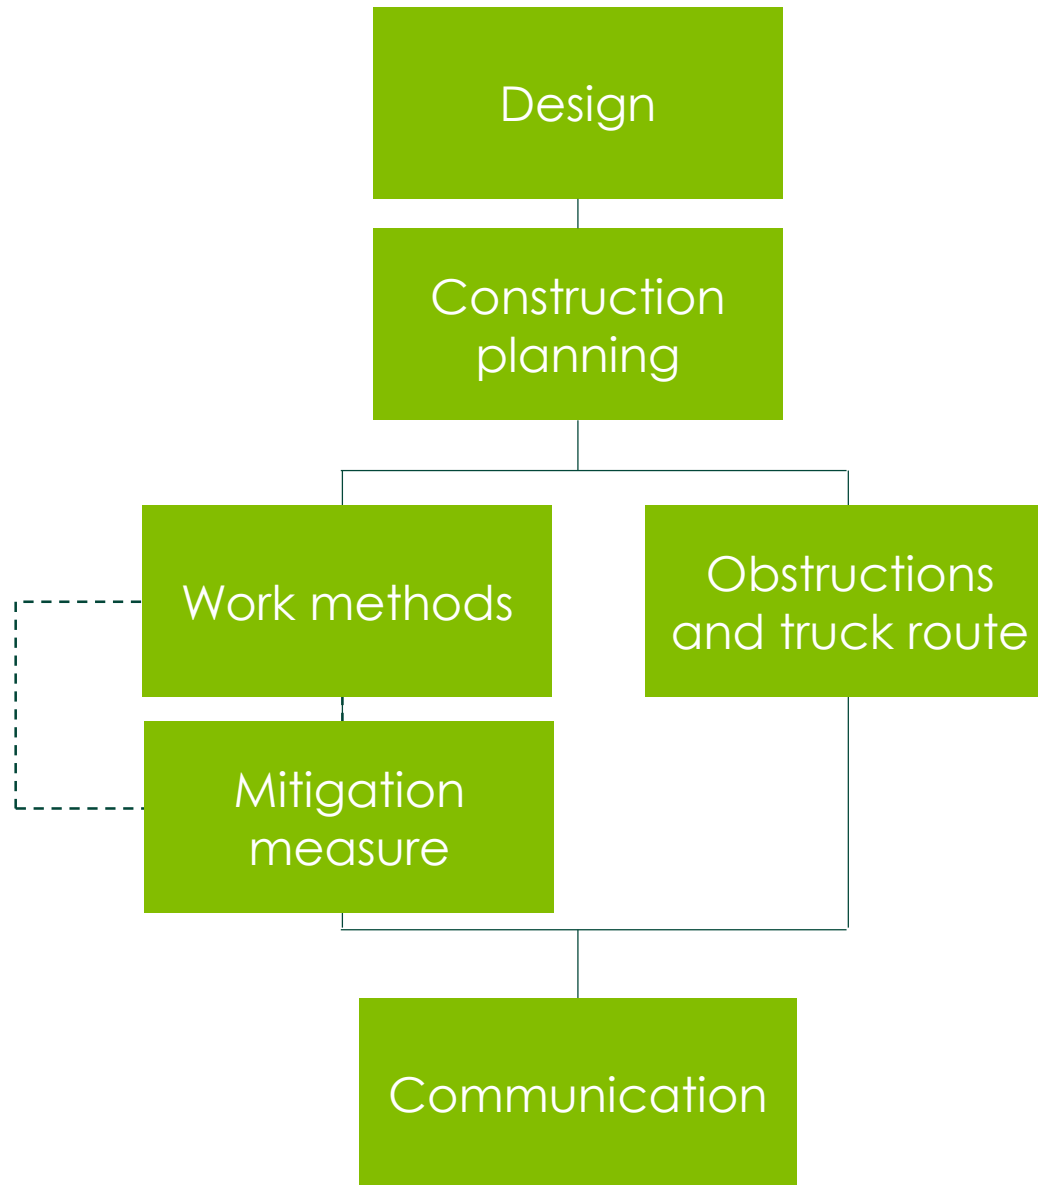 Design
Construction
planning
Work methods
Obstructions
and truck route
Mitigation
measure
Communication